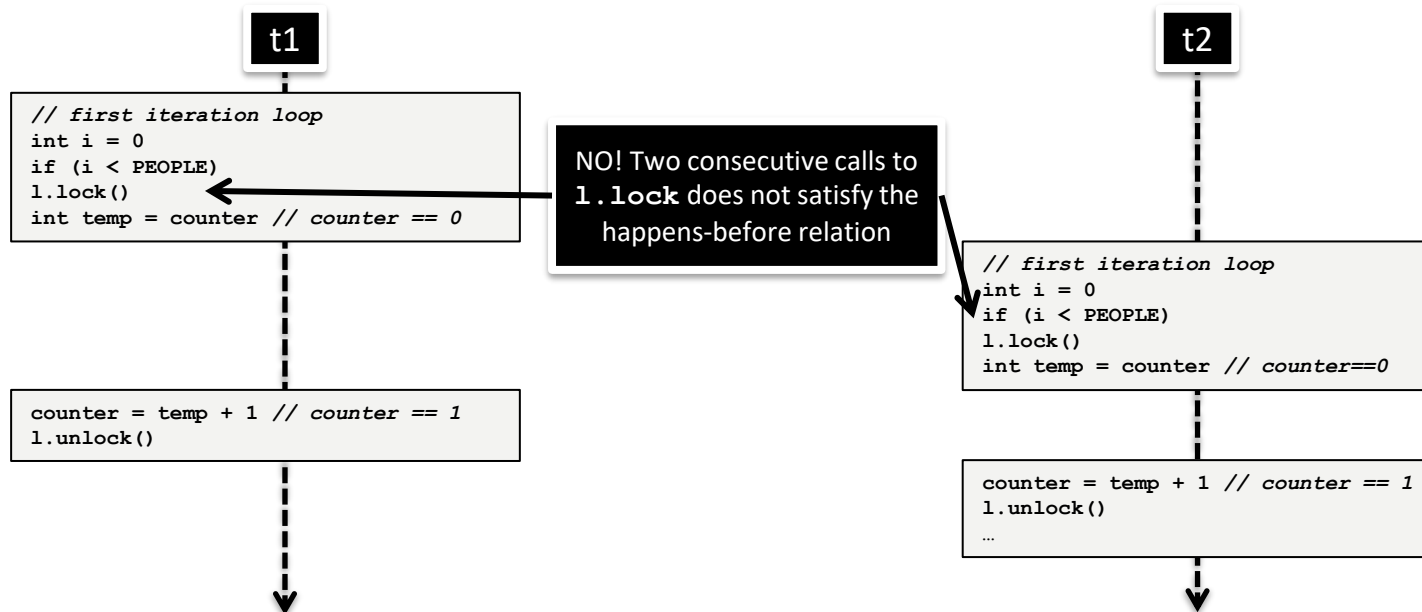 t1
// first iteration loop
int i = 0
if (i < PEOPLE)
l.lock()
int temp = counter // counter == 0
counter = temp + 1 // counter == 1
l.unlock()
NO! Two consecutive calls to
l.lock does not satisfy the
happens-before relation
t2
// first iteration loop
int i = 0
if (i < PEOPLE)
l.lock()
int temp = counter // counter==0
counter = temp + 1 // counter == 1
l.unlock()
…